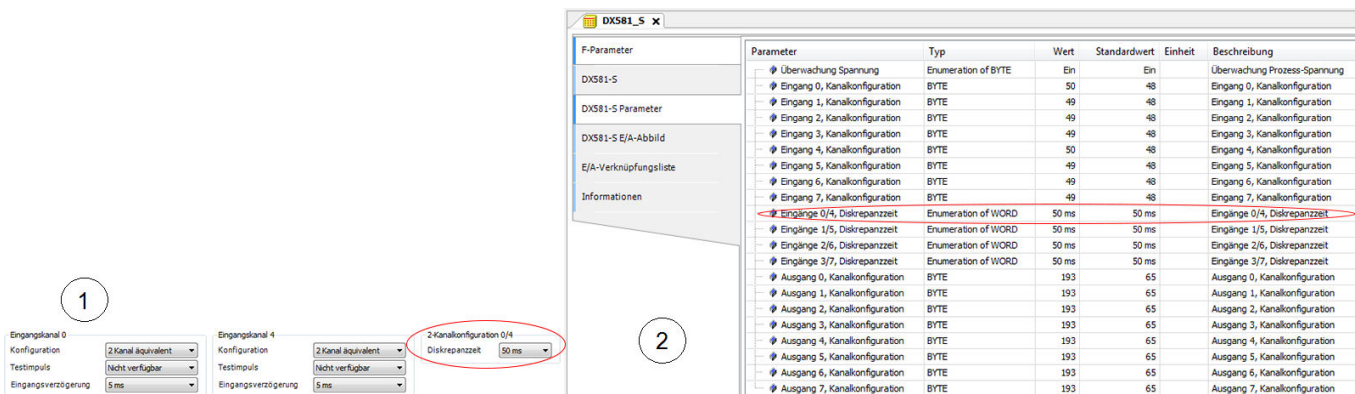 DX581_S X
F-Parameter
DX581-S
DX581-S Parameter
DX581-S E/A-Abbild
E/A-Verknüpfungsliste
Informationen
Parameter Typ Wert Standardwert Einheit Beschreibung
Überwachung Spannung Enumeration of BYTE Ein Ein Überwachung Prozess-Spannung
Eingang 0, Kanalkonfiguration BYTE 50 48 Eingang 0, Kanalkonfiguration
Eingang 1, Kanalkonfiguration BYTE 49 48 Eingang 1, Kanalkonfiguration
Eingang 2, Kanalkonfiguration BYTE 49 48 Eingang 2, Kanalkonfiguration
Eingang 3, Kanalkonfiguration BYTE 49 48 Eingang 3, Kanalkonfiguration
Eingang 4, Kanalkonfiguration BYTE 50 48 Eingang 4, Kanalkonfiguration
Eingang 5, Kanalkonfiguration BYTE 49 48 Eingang 5, Kanalkonfiguration
Eingang 6, Kanalkonfiguration BYTE 49 48 Eingang 6, Kanalkonfiguration
Eingang 7, Kanalkonfiguration BYTE 49 48 Eingang 7, Kanalkonfiguration
Eingänge 0/4, Diskrepanzzeit Enumeration of WORD 50 ms 50 ms Eingänge 0/4, Diskrepanzzeit
Eingänge 1/5, Diskrepanzzeit Enumeration of WORD 50 ms 50 ms Eingänge 1/5, Diskrepanzzeit
Eingänge 2/6, Diskrepanzzeit Enumeration of WORD 50 ms 50 ms Eingänge 2/6, Diskrepanzzeit
Eingänge 3/7, Diskrepanzzeit Enumeration of WORD 50 ms 50 ms Eingänge 3/7, Diskrepanzzeit
Ausgang 0, Kanalkonfiguration BYTE 193 65 Ausgang 0, Kanalkonfiguration
Ausgang 1, Kanalkonfiguration BYTE 193 65 Ausgang 1, Kanalkonfiguration
Ausgang 2, Kanalkonfiguration BYTE 193 65 Ausgang 2, Kanalkonfiguration
Ausgang 3, Kanalkonfiguration BYTE 193 65 Ausgang 3, Kanalkonfiguration
Ausgang 4, Kanalkonfiguration BYTE 193 65 Ausgang 4, Kanalkonfiguration
Ausgang 5, Kanalkonfiguration BYTE 193 65 Ausgang 5, Kanalkonfiguration
Ausgang 6, Kanalkonfiguration BYTE 193 65 Ausgang 6, Kanalkonfiguration
Ausgang 7, Kanalkonfiguration BYTE 193 65 Ausgang 7, Kanalkonfiguration
1
2
Eingangskanal 0
Konfiguration 2 Kanal äquivalent
Testimpuls Nicht verfügbar
Eingangsverzögerung 5 ms
Eingangskanal 4
Konfiguration 2 Kanal äquivalent
Testimpuls Nicht verfügbar
Eingangsverzögerung 5 ms
2-Kanalkonfiguration 0/4
Diskrepanzzeit 50 ms